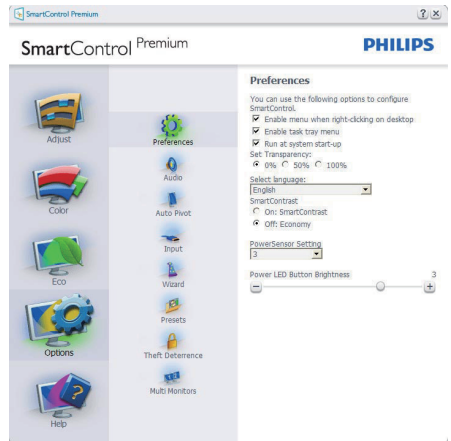 SmartControl Premium
SmartControl Premium
PHILIPS
Adjust
Color
Eco
Options
Help
Preferences
Audio
Auto Pivot
Input
Wizard
Presets
Theft Deterrence
Multi Monitors
Preferences
You can use the following options to configure
SmartControl.
Enable menu when right-clicking on desktop
Enable task tray menu
Run at system start-up
Set Transparency:
0% 50% 100%
Select language:
English
SmartContrast
On: SmartContrast
Off: Economy
PowerSensor Setting
3
Power LED Button Brightness 3